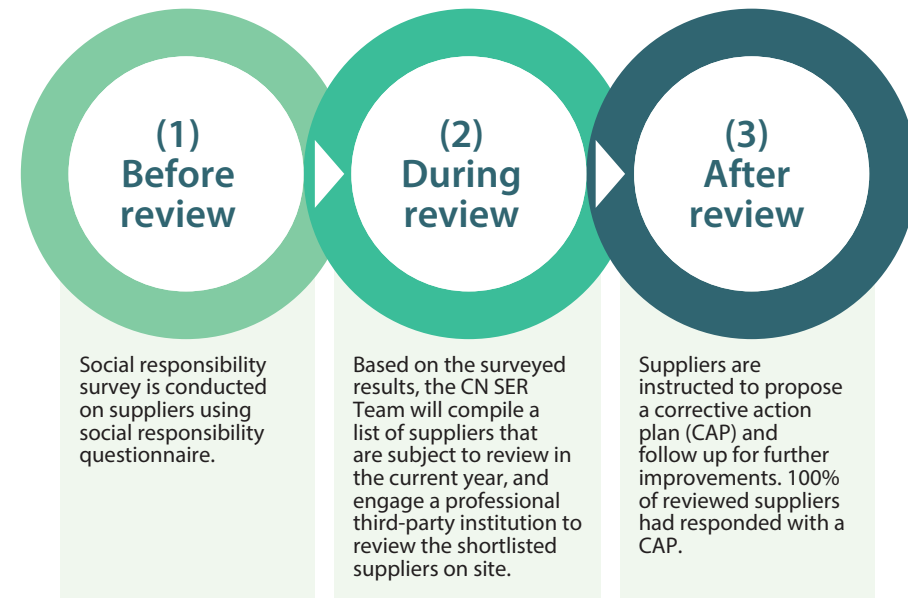 (1)
Before
review
Social responsibility
survey is conducted
on suppliers using
social responsibility
questionnaire.
(2)
During
review
Based on the surveyed
results, the CN SER
Team will compile a
list of suppliers that
are subject to review in
the current year, and
engage a professional
third-party institution to
review the shortlisted
suppliers on site.
(3)
After
review
Suppliers are
instructed to propose
a corrective action
plan (CAP) and
follow up for further
improvements. 100%
of reviewed suppliers
had responded with a
CAP.